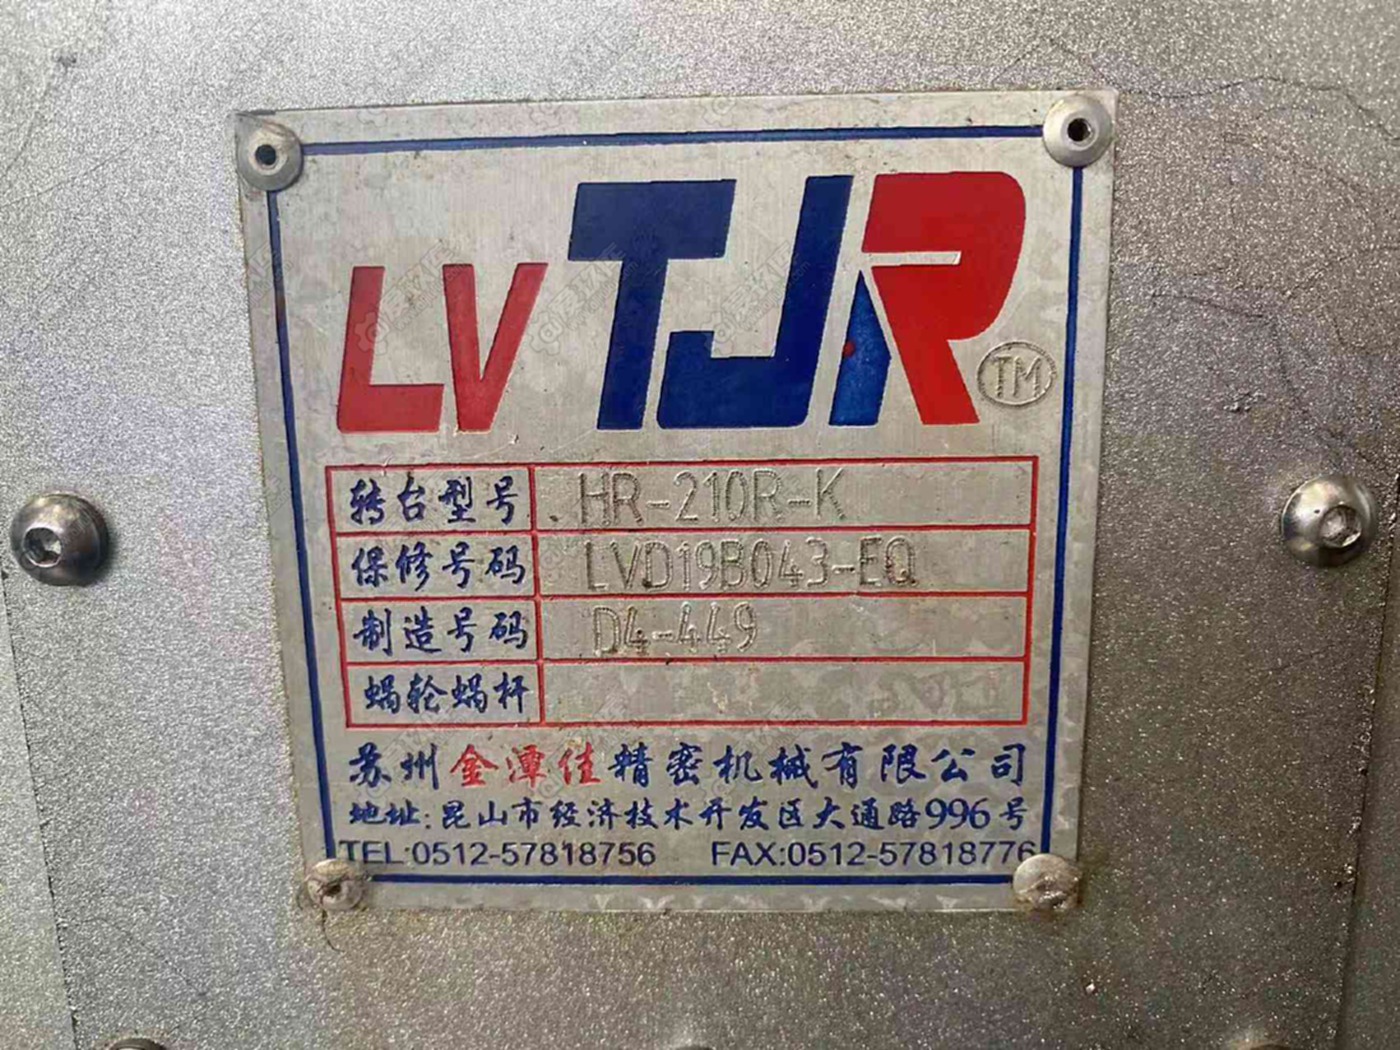 LV TJR TM
转台型号 HR-210R-K
保修号码 LVD19B043-EQ
制造号码 D4-449
蜗轮蜗杆
苏州金潭佳精密机械有限公司
地址:昆山市经济技术开发区大通路996号
TEL:0512-57818756 FAX:0512-57818776